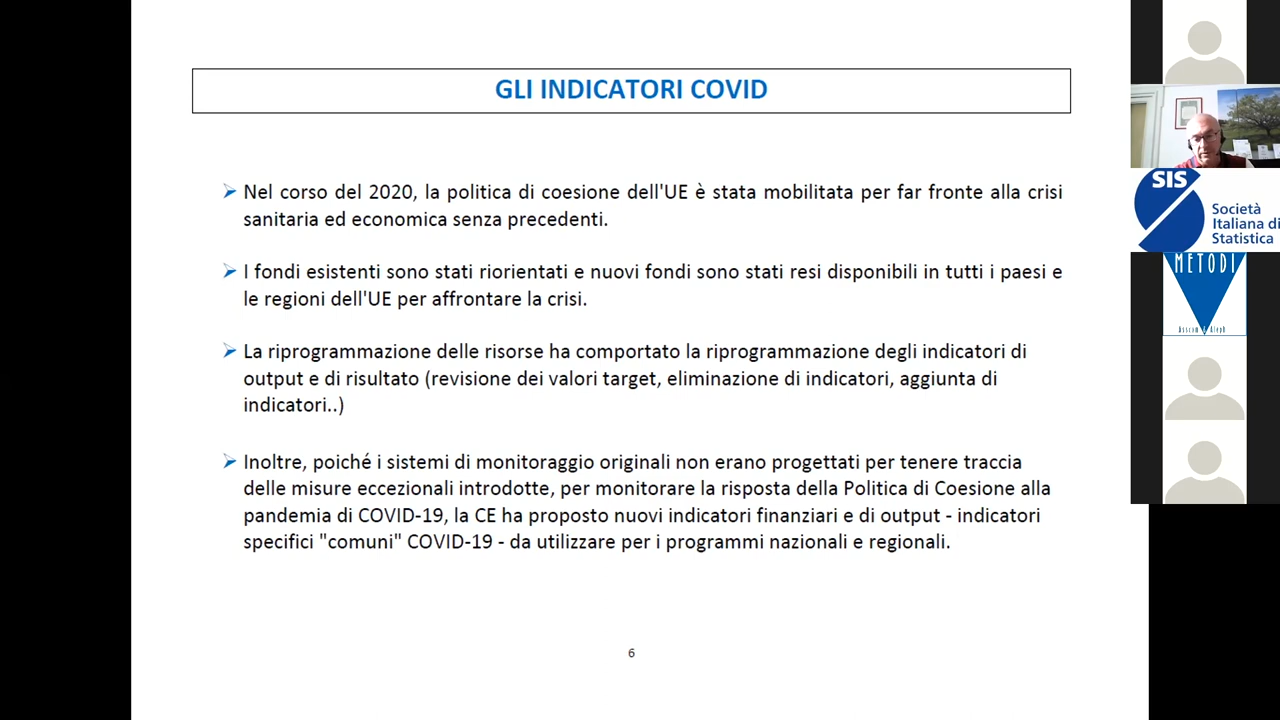 GLI INDICATORI COVID
Nel corso del 2020, la politica di coesione dell'UE è stata mobilitata per far fronte alla crisi
sanitaria ed economica senza precedenti.
I fondi esistenti sono stati riorientati e nuovi fondi sono stati resi disponibili in tutti i paesi e
le regioni dell'UE per affrontare la crisi.
La riprogrammazione delle risorse ha comportato la riprogrammazione degli indicatori di
output e di risultato (revisione dei valori target, eliminazione di indicatori, aggiunta di
indicatori..)
Inoltre, poiché i sistemi di monitoraggio originali non erano progettati per tenere traccia
delle misure eccezionali introdotte, per monitorare la risposta della Politica di Coesione alla
pandemia di COVID-19, la CE ha proposto nuovi indicatori finanziari e di output - indicatori
specifici "comuni" COVID-19 - da utilizzare per i programmi nazionali e regionali.
6
SIS
Società
Italiana di
Statistica
METODI